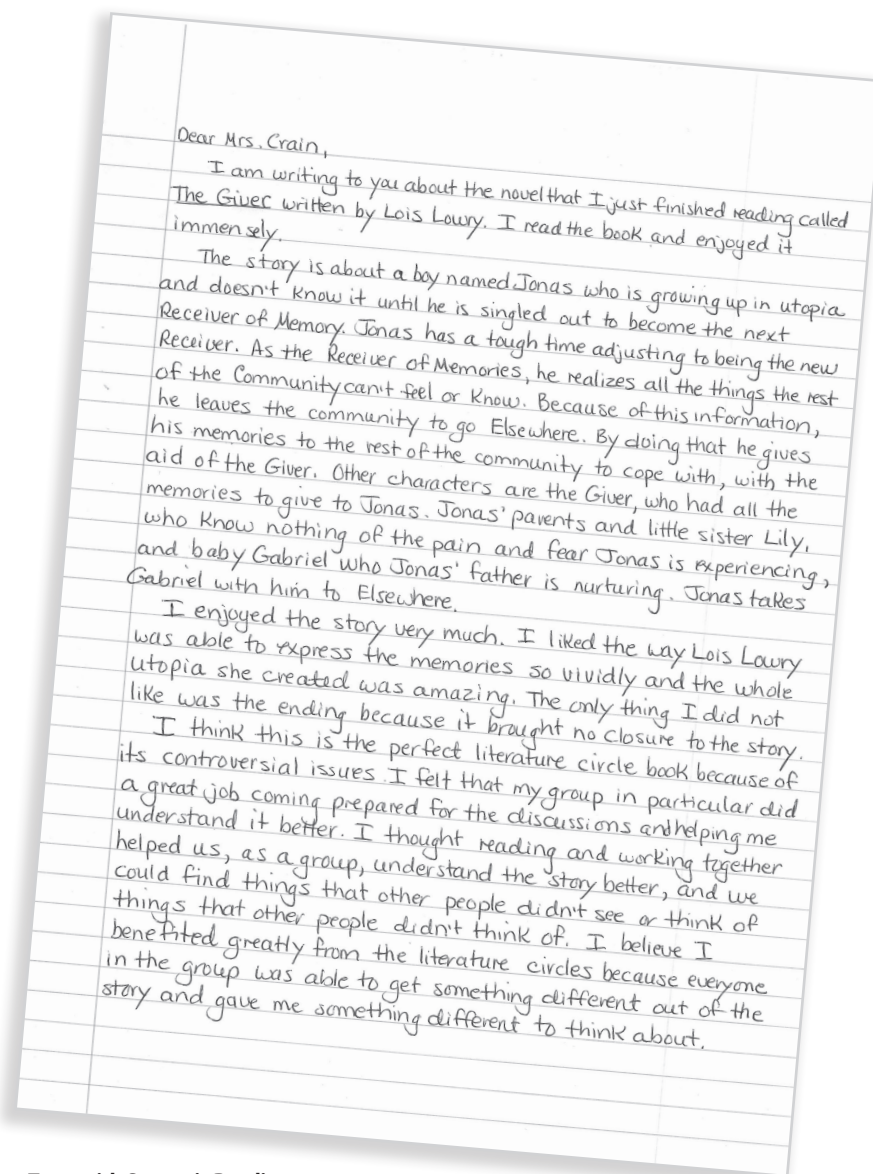 Dear Mrs. Crain,
I am writing to you about the novel that I just finished reading called
The Giver written by Lois Lowry. I read the book and enjoyed it
immensely.
The story is about a boy named Jonas who is growing up in utopia
and doesn't know it until he is singled out to become the next
Receiver of Memory. Jonas has a tough time adjusting to being the new
Receiver. As the Receiver of Memories, he realizes all the things the rest
of the Community can't feel or know. Because of this information,
he leaves the community to go Elsewhere. By doing that he gives
his memories to the rest of the community to cope with, with the
aid of the Giver. Other characters are the Giver, who had all the
memories to give to Jonas. Jonas' parents and little sister Lily,
who know nothing of the pain and fear Jonas is experiencing,
and baby Gabriel who Jonas' father is nurturing. Jonas takes
Gabriel with him to Elsewhere.
I enjoyed the story very much. I liked the way Lois Lowry
was able to express the memories so vividly and the whole
utopia she created was amazing. The only thing I did not
like was the ending because it brought no closure to the story.
I think this is the perfect literature circle book because of
its controversial issues. I felt that my group in particular did
a great job coming prepared for the discussions and helping me
understand it better. I thought reading and working together
helped us, as a group, understand the story better, and we
could find things that other people didn't see or think of
things that other people didn't think of. I believe I
benefited greatly from the literature circles because everyone
in the group was able to get something different out of the
story and gave me something different to think about.